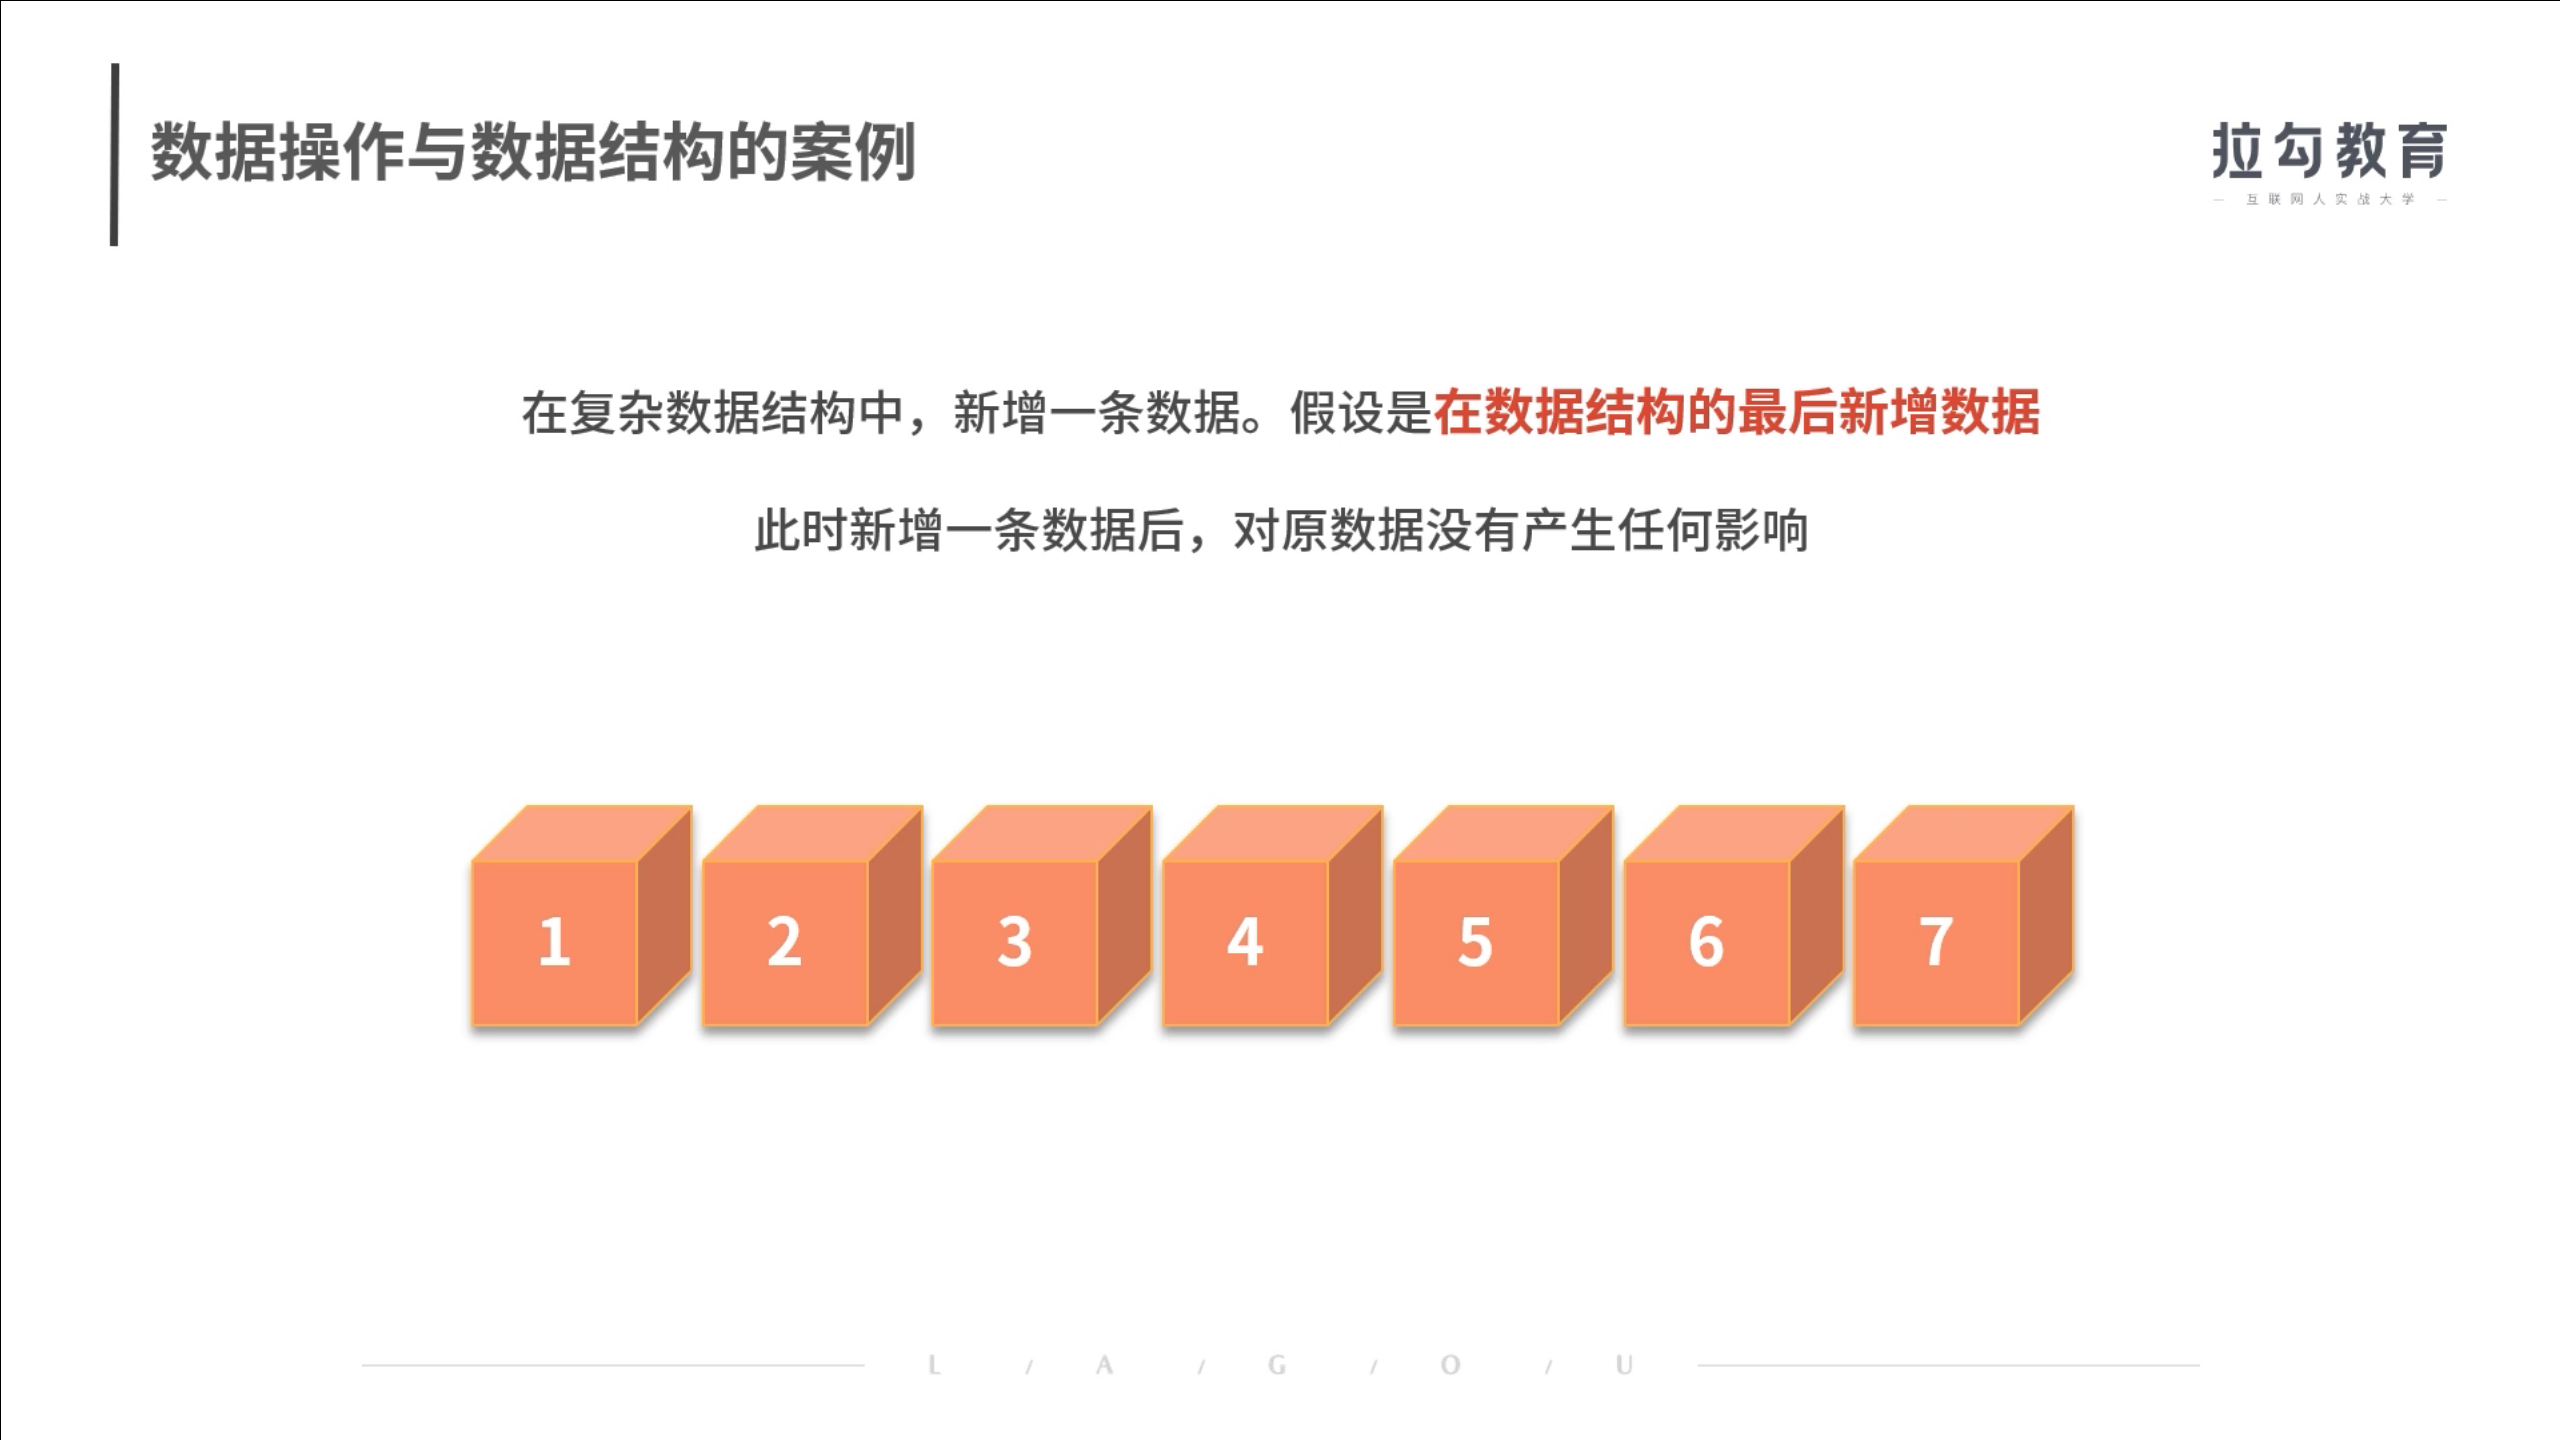 数据操作与数据结构的案例
拉勾教育
— 互联网人实战大学 —
在复杂数据结构中，新增一条数据。假设是在数据结构的最后新增数据
此时新增一条数据后，对原数据没有产生任何影响
1 2 3 4 5 6 7
L / A / G / O / U